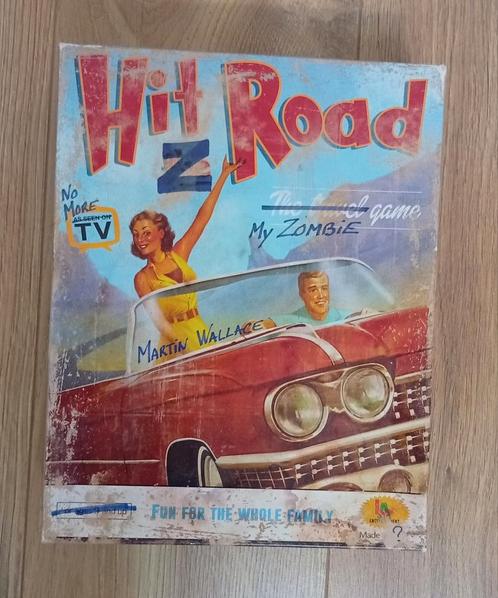 Hit Z Road
The travel game
My ZOMBIE
NO
MORE
AS SEEN ON
TV
MARTIN WALLACE
FUN FOR THE WHOLE FAMILY
Made ?